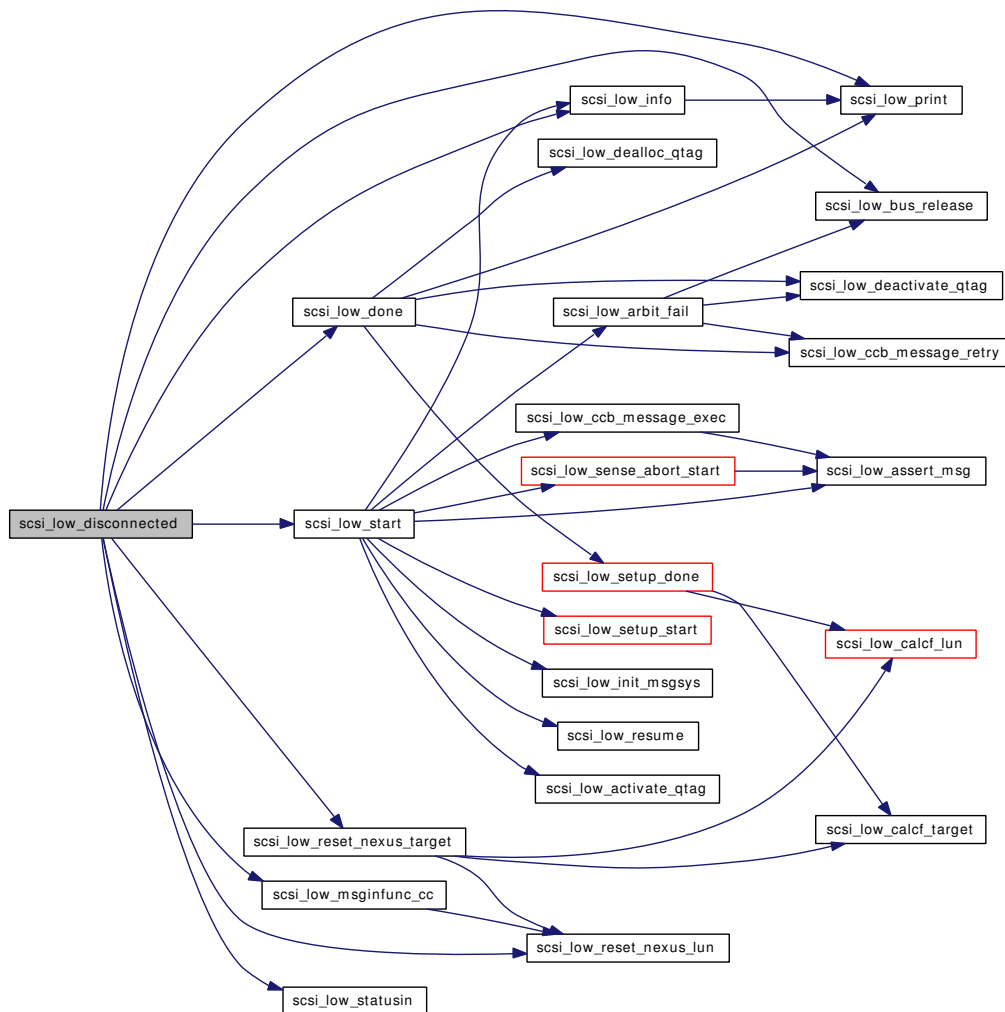 scsi_low_info
scsi_low_print
scsi_low_dealloc_qtag
scsi_low_bus_release
scsi_low_deactivate_qtag
scsi_low_done
scsi_low_arbit_fail
scsi_low_ccb_message_retry
scsi_low_ccb_message_exec
scsi_low_sense_abort_start
scsi_low_assert_msg
scsi_low_disconnected
scsi_low_start
scsi_low_setup_done
scsi_low_setup_start
scsi_low_calcf_lun
scsi_low_init_msgsys
scsi_low_resume
scsi_low_activate_qtag
scsi_low_calcf_target
scsi_low_reset_nexus_target
scsi_low_msginfunc_cc
scsi_low_reset_nexus_lun
scsi_low_statusin